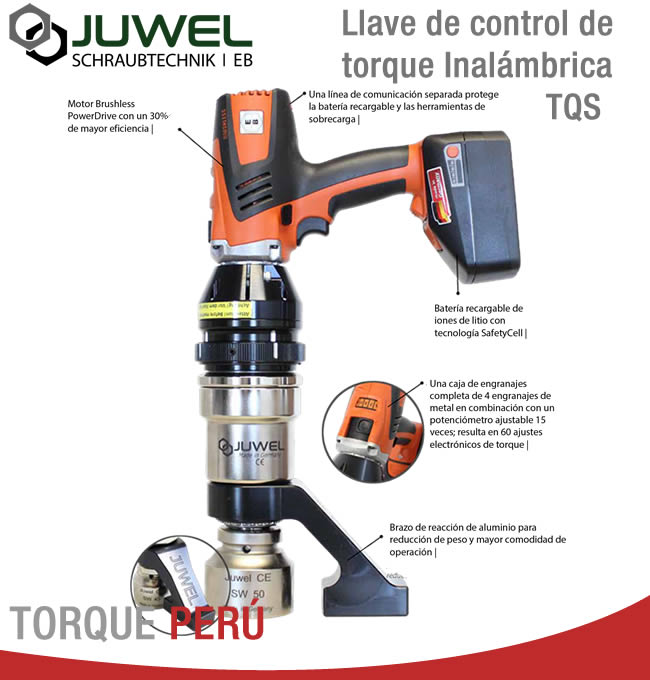 JUWEL
SCHRAUBTECHNIK | EB
Llave de control de
torque Inalámbrica
TQS
Motor Brushless
PowerDrive con un 30%
de mayor eficiencia |
Una línea de comunicación separada protege
la batería recargable y las herramientas de
sobrecarga |
Batería recargable de
iones de litio con
tecnología SafetyCell |
Una caja de engranajes
completa de 4 engranajes de
metal en combinación con un
potenciómetro ajustable 15
veces; resulta en 60 ajustes
electrónicos de torque |
JUWEL
Made in Germany
CE
Brazo de reacción de aluminio para
reducción de peso y mayor comodidad de
operación |
Juwel CE
SW 50
JUWEL
TORQUE PERÚ